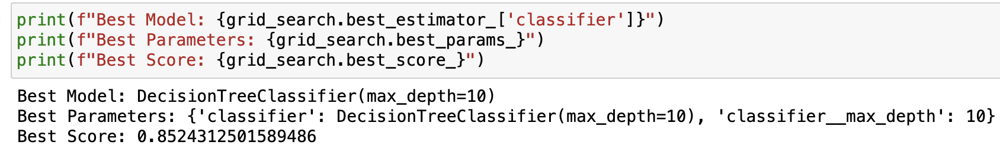 print(f"Best Model: {grid_search.best_estimator_['classifier']}")
print(f"Best Parameters: {grid_search.best_params_}")
print(f"Best Score: {grid_search.best_score_}")
Best Model: DecisionTreeClassifier(max_depth=10)
Best Parameters: {'classifier': DecisionTreeClassifier(max_depth=10), 'classifier__max_depth': 10}
Best Score: 0.8524312501589486